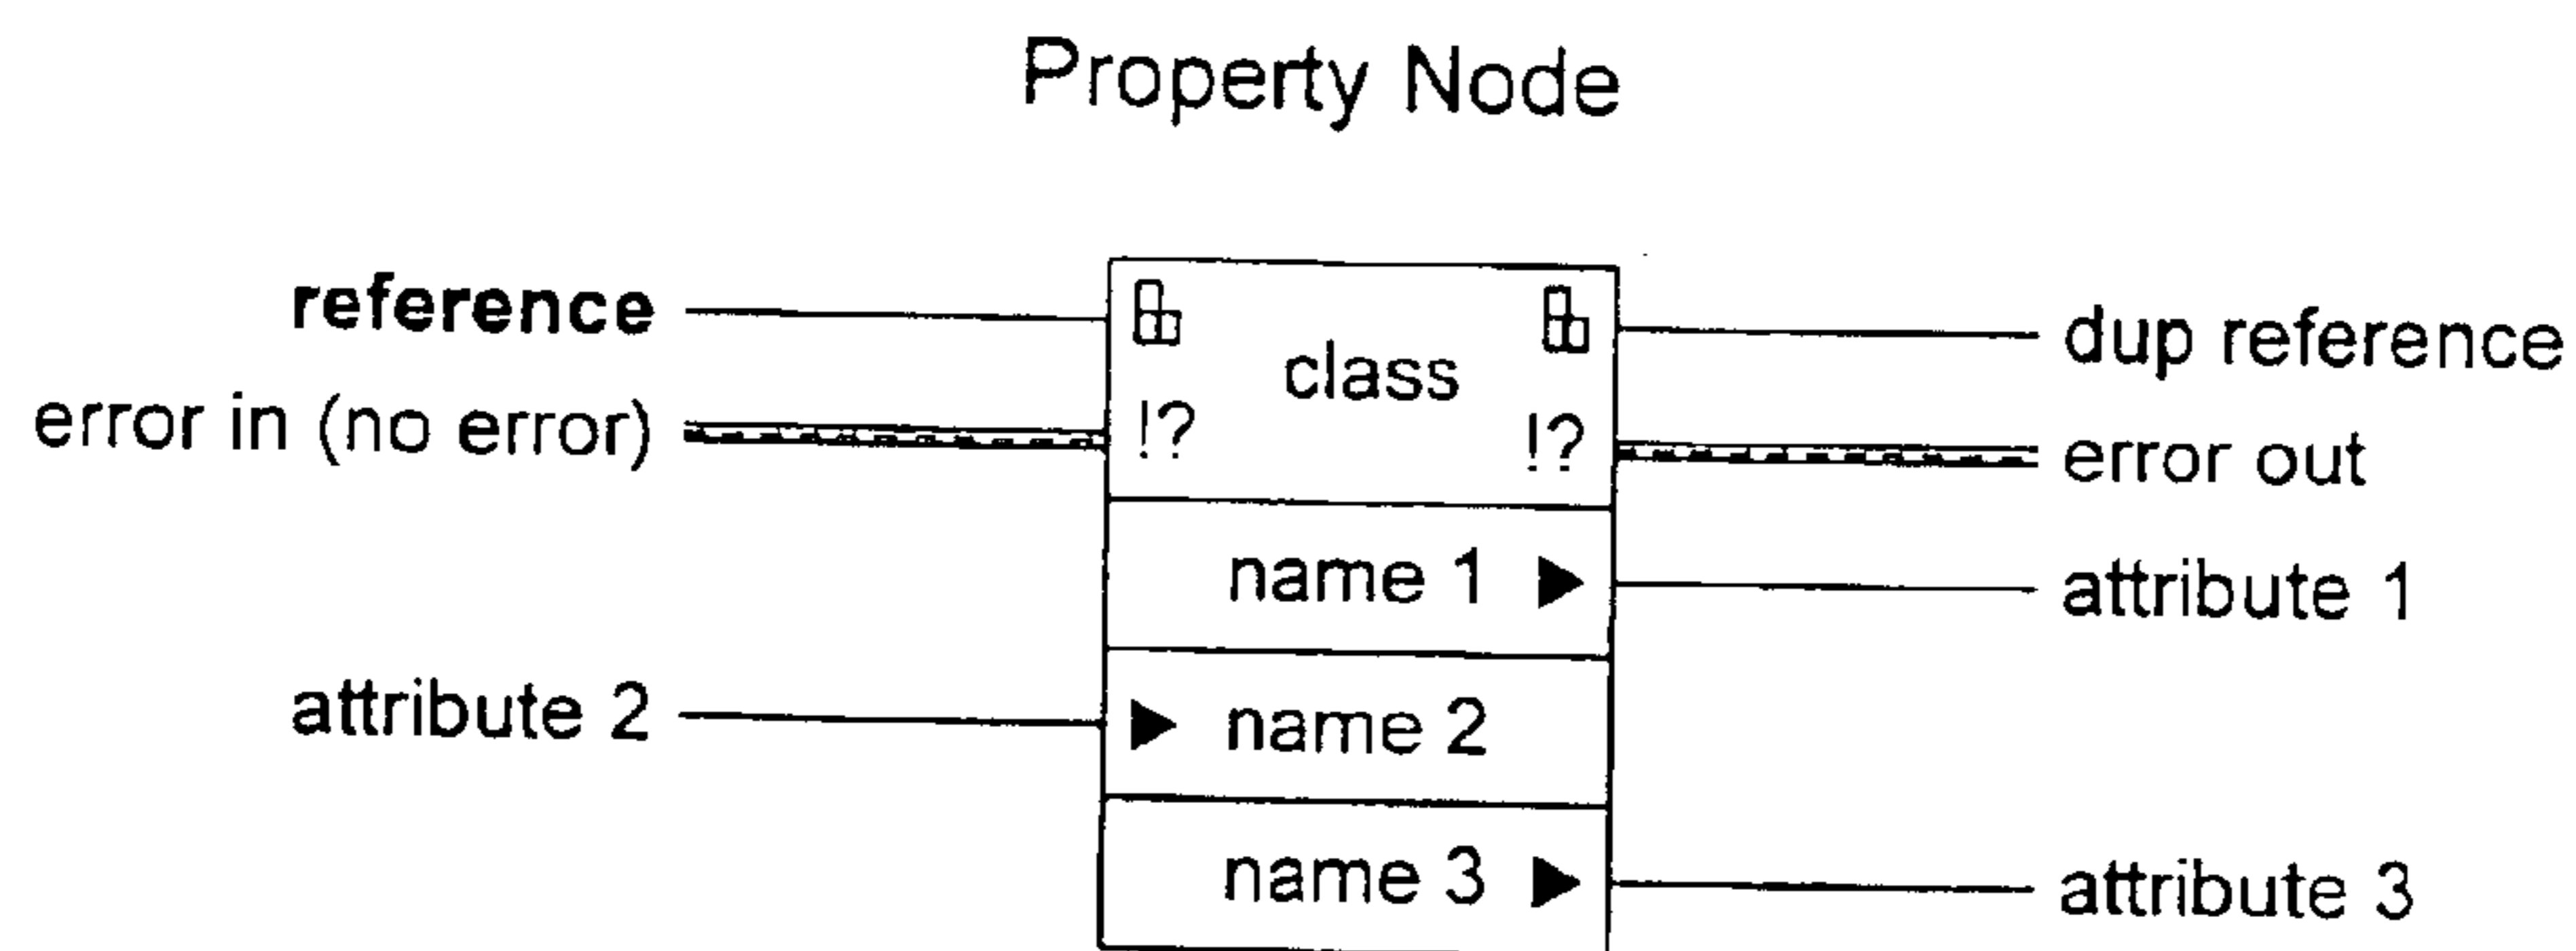 Property Node
reference
dup reference
class
error in (no error)
!?
!?
error out
name 1
attribute 1
attribute 2
name 2
name 3
attribute 3